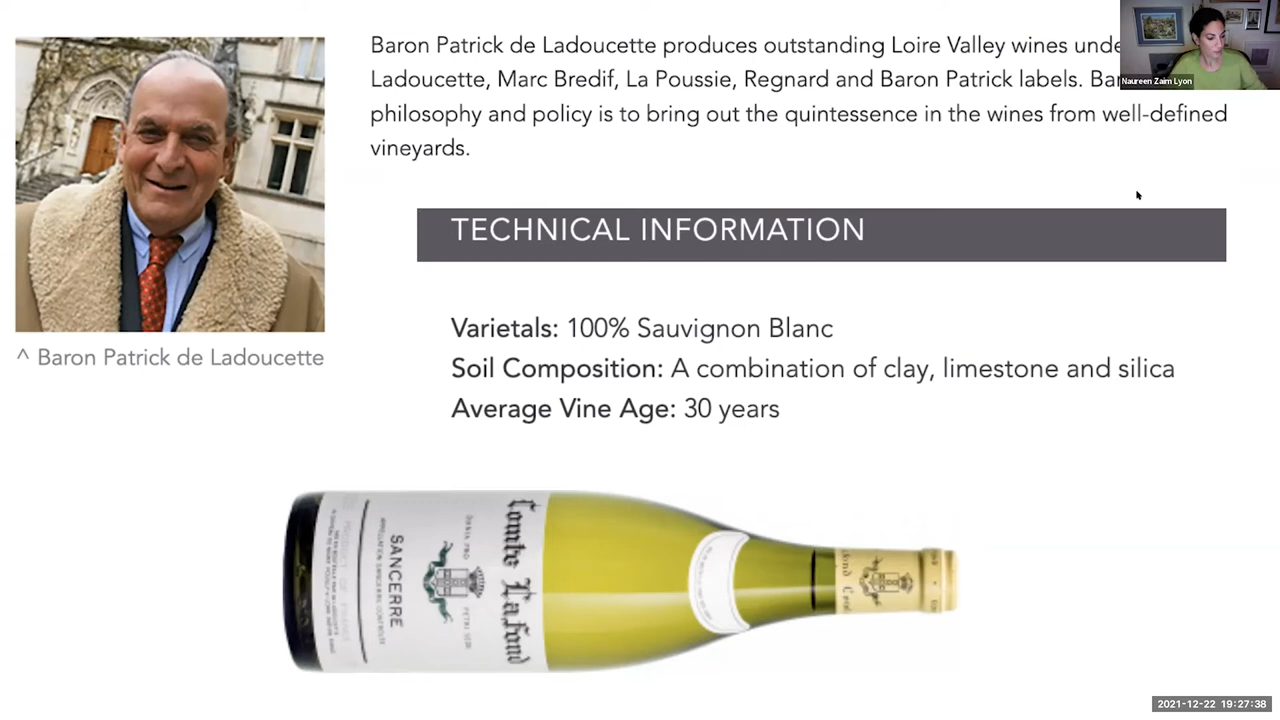 Baron Patrick de Ladoucette produces outstanding Loire Valley wines unde
Ladoucette, Marc Bredif, La Poussie, Regnard and Baron Patrick labels. Bar
philosophy and policy is to bring out the quintessence in the wines from well-defined
vineyards.
Naureen Zaim Lyon
TECHNICAL INFORMATION
^ Baron Patrick de Ladoucette
Varietals: 100% Sauvignon Blanc
Soil Composition: A combination of clay, limestone and silica
Average Vine Age: 30 years
Comte Lafond
SANCERRE
APPELLATION SANCERRE CONTRÔLÉE
2021-12-22 19:27:38